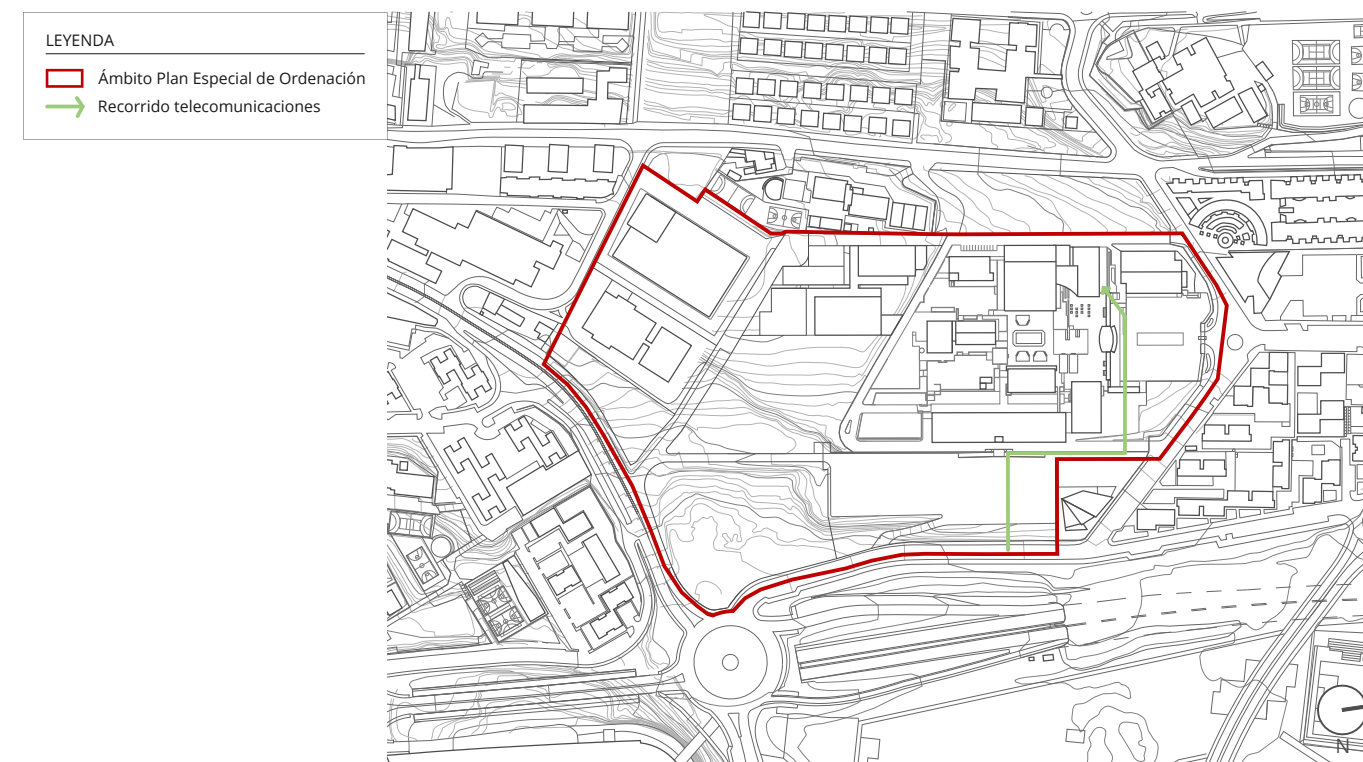 LEYENDA
Ámbito Plan Especial de Ordenación
Recorrido telecomunicaciones
N